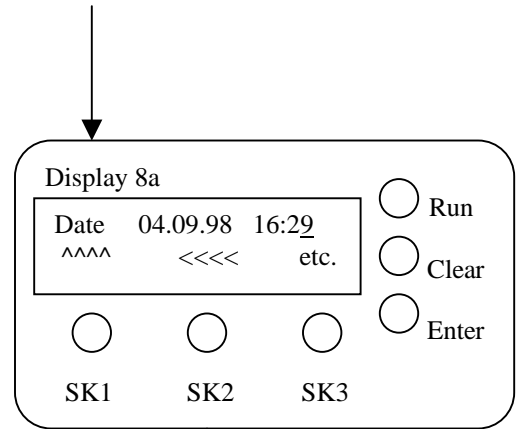 Display 8a
Date 04.09.98 16:29
^^^^ <<<< etc.
Run
Clear
Enter
SK1 SK2 SK3